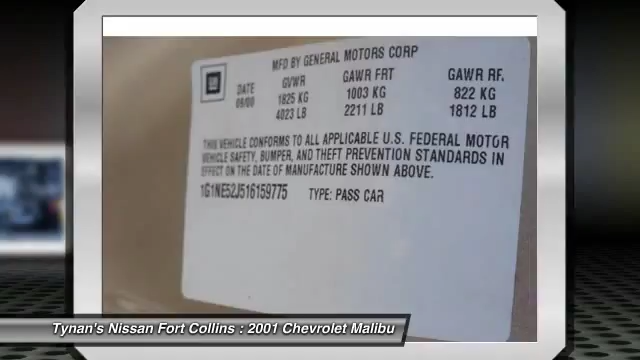 MFD BY GENERAL MOTORS CORP
GM
DATE GVWR GAWR FRT GAWR RF.
09/00 1825 KG 1003 KG 822 KG
4023 LB 2211 LB 1812 LB
THIS VEHICLE CONFORMS TO ALL APPLICABLE U.S. FEDERAL MOTOR
VEHICLE SAFETY, BUMPER, AND THEFT PREVENTION STANDARDS IN
EFFECT ON THE DATE OF MANUFACTURE SHOWN ABOVE.
1G1NE52J516159775 TYPE: PASS CAR
Tynan's Nissan Fort Collins : 2001 Chevrolet Malibu